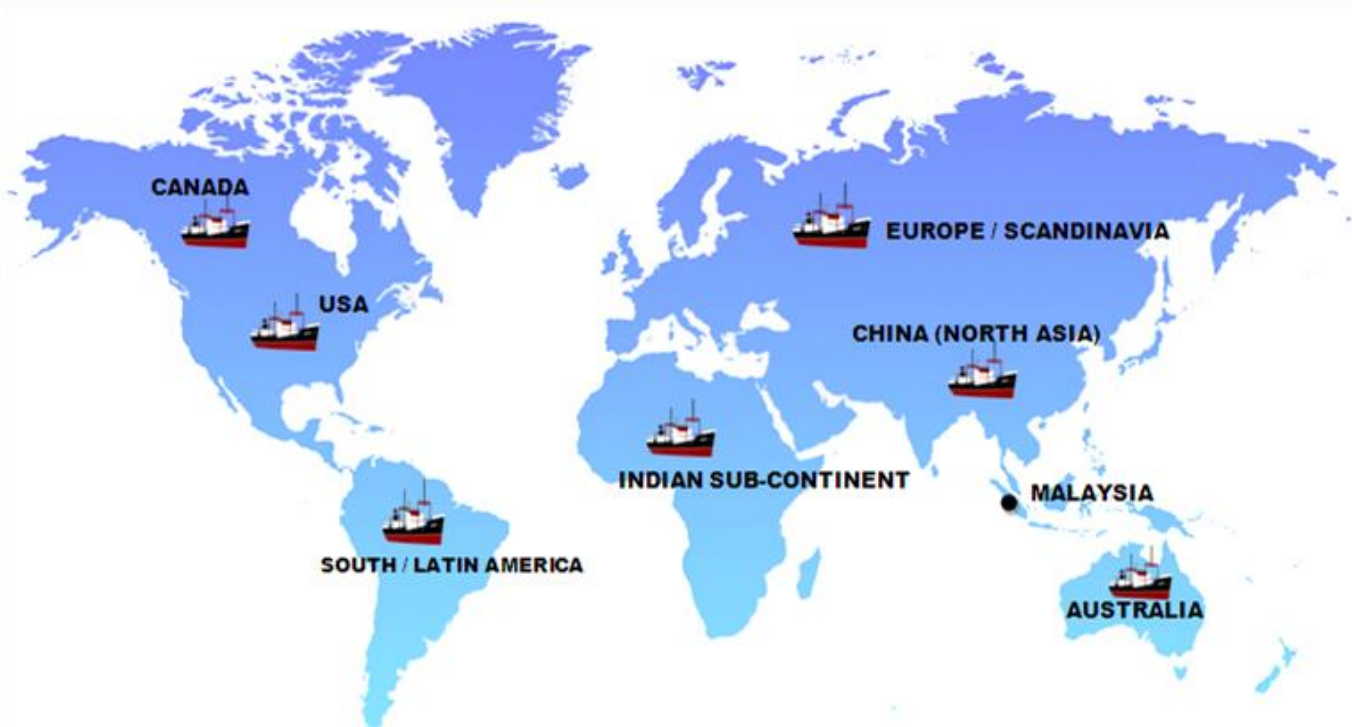 CANADA
EUROPE / SCANDINAVIA
USA
CHINA (NORTH ASIA)
INDIAN SUB-CONTINENT
MALAYSIA
SOUTH / LATIN AMERICA
AUSTRALIA